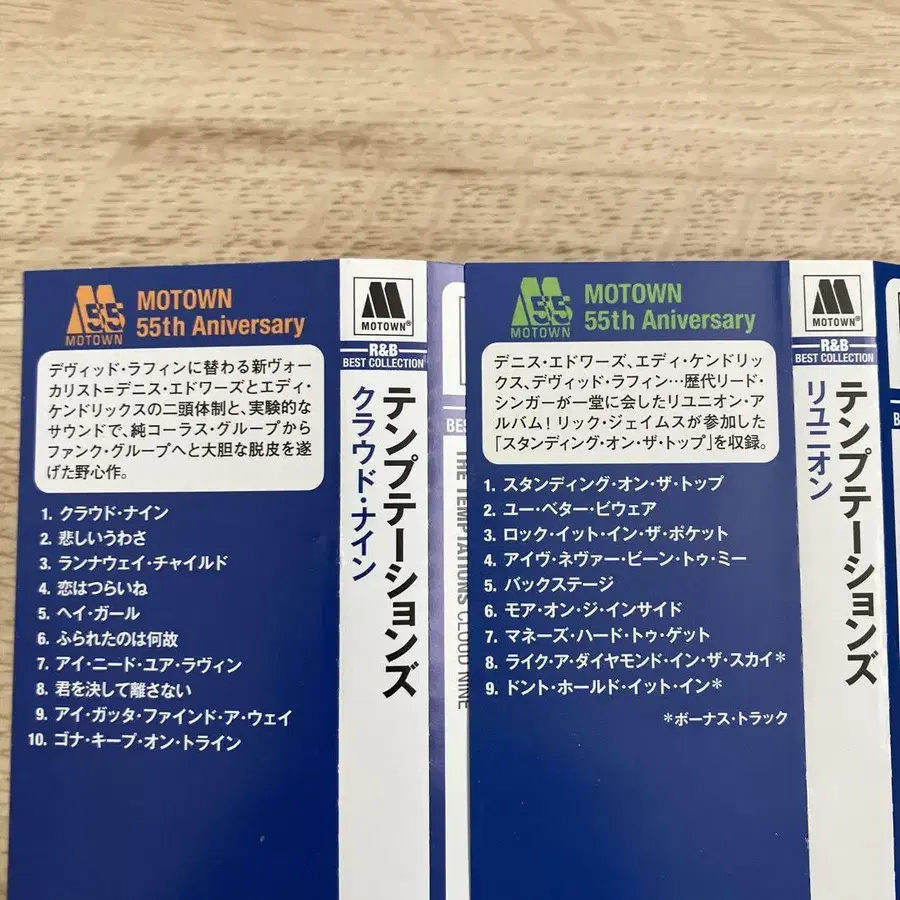 55
MOTOWN
MOTOWN
55th Aniversary
デヴィッド・ラフィンに替わる新ヴォー
カリスト=デニス・エドワーズとエディ・
ケンドリックスの二頭体制と、実験的な
サウンドで、純コーラス・グループから
ファンク・グループへと大胆な脱皮を遂
げた野心作。
1. クラウド・ナイン
2. 悲しいうわさ
3. ランナウェイ・チャイルド
4. 恋はつらいね
5. ヘイ・ガール
6. ふられたのは何故
7. アイ・ニード・ユア・ラヴィン
8. 君を決して離さない
9. アイ・ガッタ・ファインド・ア・ウェイ
10. ゴナ・キープ・オン・トライン
M
MOTOWN®
R&B
BEST COLLECTION
テンプテーションズ
クラウド・ナイン
THE TEMPTATIONS CLOUD NINE
55
MOTOWN
MOTOWN
55th Aniversary
デニス・エドワーズ、エディ・ケンドリッ
クス、デヴィッド・ラフィン…歴代リード・
シンガーが一堂に会したリユニオン・ア
ルバム! リック・ジェイムスが参加した
「スタンディング・オン・ザ・トップ」を収録。
1. スタンディング・オン・ザ・トップ
2. ユー・ベター・ビウェア
3. ロック・イット・イン・ザ・ポケット
4. アイヴ・ネヴァー・ビーン・トゥ・ミー
5. バックステージ
6. モア・オン・ジ・インサイド
7. マネーズ・ハード・トゥ・ゲット
8. ライク・ア・ダイヤモンド・イン・ザ・スカイ*
9. ドント・ホールド・イット・イン*
*ボーナス・トラック
M
MOTOWN®
R&B
BEST COLLECTION
テンプテーションズ
リユニオン